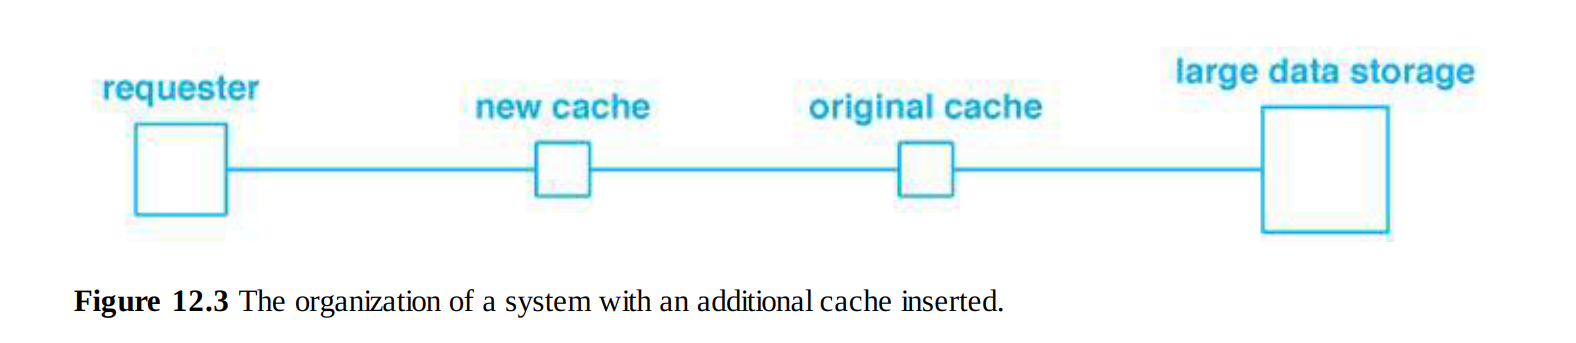 requester
new cache
original cache
large data storage
Figure 12.3 The organization of a system with an additional cache inserted.